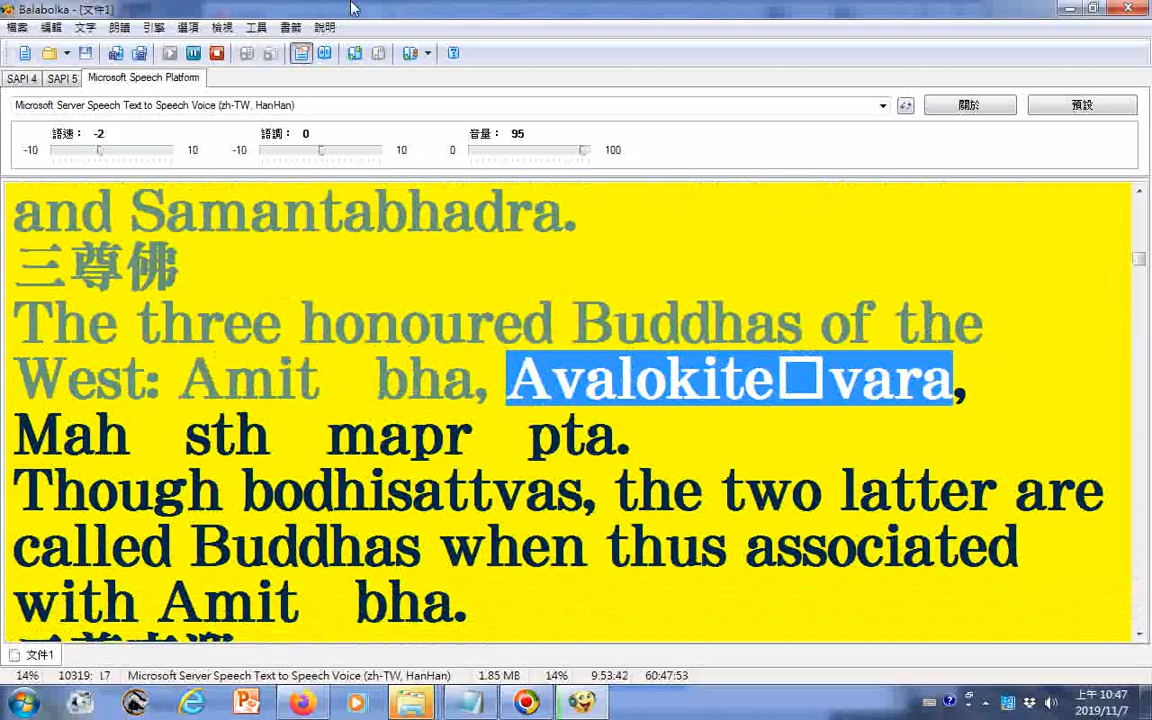 Balabolka - [文件1]
檔案 編輯 文字 朗讀 引擎 選項 檢視 工具 書籤 說明
SAPI 4 SAPI 5 Microsoft Speech Platform
Microsoft Server Speech Text to Speech Voice (zh-TW, HanHan) 關於 預設
語速： -2 語調： 0 音量： 95
-10 10 -10 10 0 100
and Samantabhadra.
三尊佛
The three honoured Buddhas of the
West: Amit bha, Avalokite□vara,
Mah sth mapr pta.
Though bodhisattvas, the two latter are
called Buddhas when thus associated
with Amit bha.
文件1
14% 10319: 17 Microsoft Server Speech Text to Speech Voice (zh-TW, HanHan) 1.85 MB 14% 9:53:42 60:47:53
上午 10:47
2019/11/7